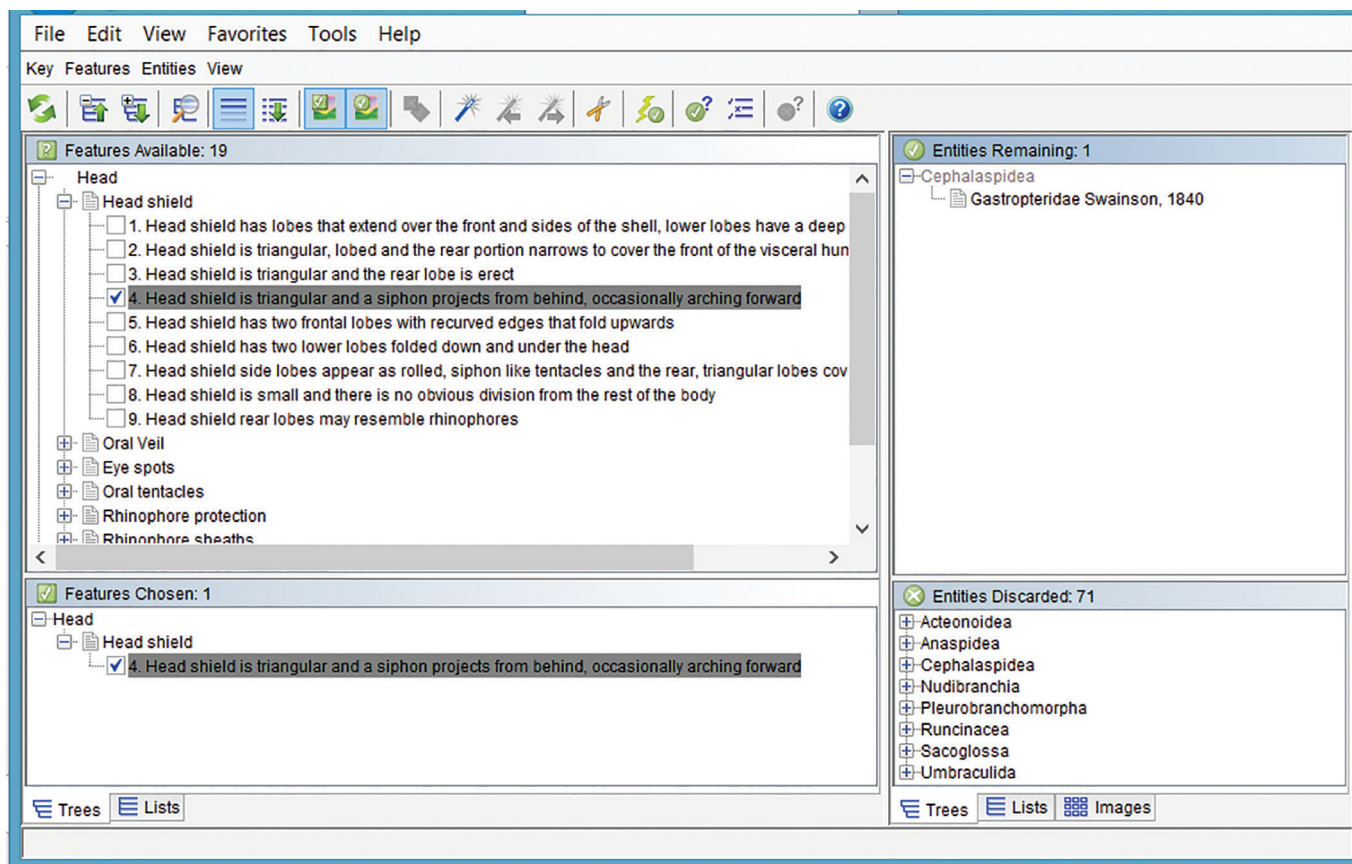 File Edit View Favorites Tools Help
Key Features Entities View
Features Available: 19
Head
Head shield
1. Head shield has lobes that extend over the front and sides of the shell, lower lobes have a deep
2. Head shield is triangular, lobed and the rear portion narrows to cover the front of the visceral hun
3. Head shield is triangular and the rear lobe is erect
4. Head shield is triangular and a siphon projects from behind, occasionally arching forward
5. Head shield has two frontal lobes with recurved edges that fold upwards
6. Head shield has two lower lobes folded down and under the head
7. Head shield side lobes appear as rolled, siphon like tentacles and the rear, triangular lobes cov
8. Head shield is small and there is no obvious division from the rest of the body
9. Head shield rear lobes may resemble rhinophores
Oral Veil
Eye spots
Oral tentacles
Rhinophore protection
Rhinophore sheaths
Features Chosen: 1
Head
Head shield
4. Head shield is triangular and a siphon projects from behind, occasionally arching forward
Trees Lists
Entities Remaining: 1
Cephalaspidea
Gastropteridae Swainson, 1840
Entities Discarded: 71
Acteonoidea
Anaspidea
Cephalaspidea
Nudibranchia
Pleurobranchomorpha
Runcinacea
Sacoglossa
Umbraculida
Trees Lists Images